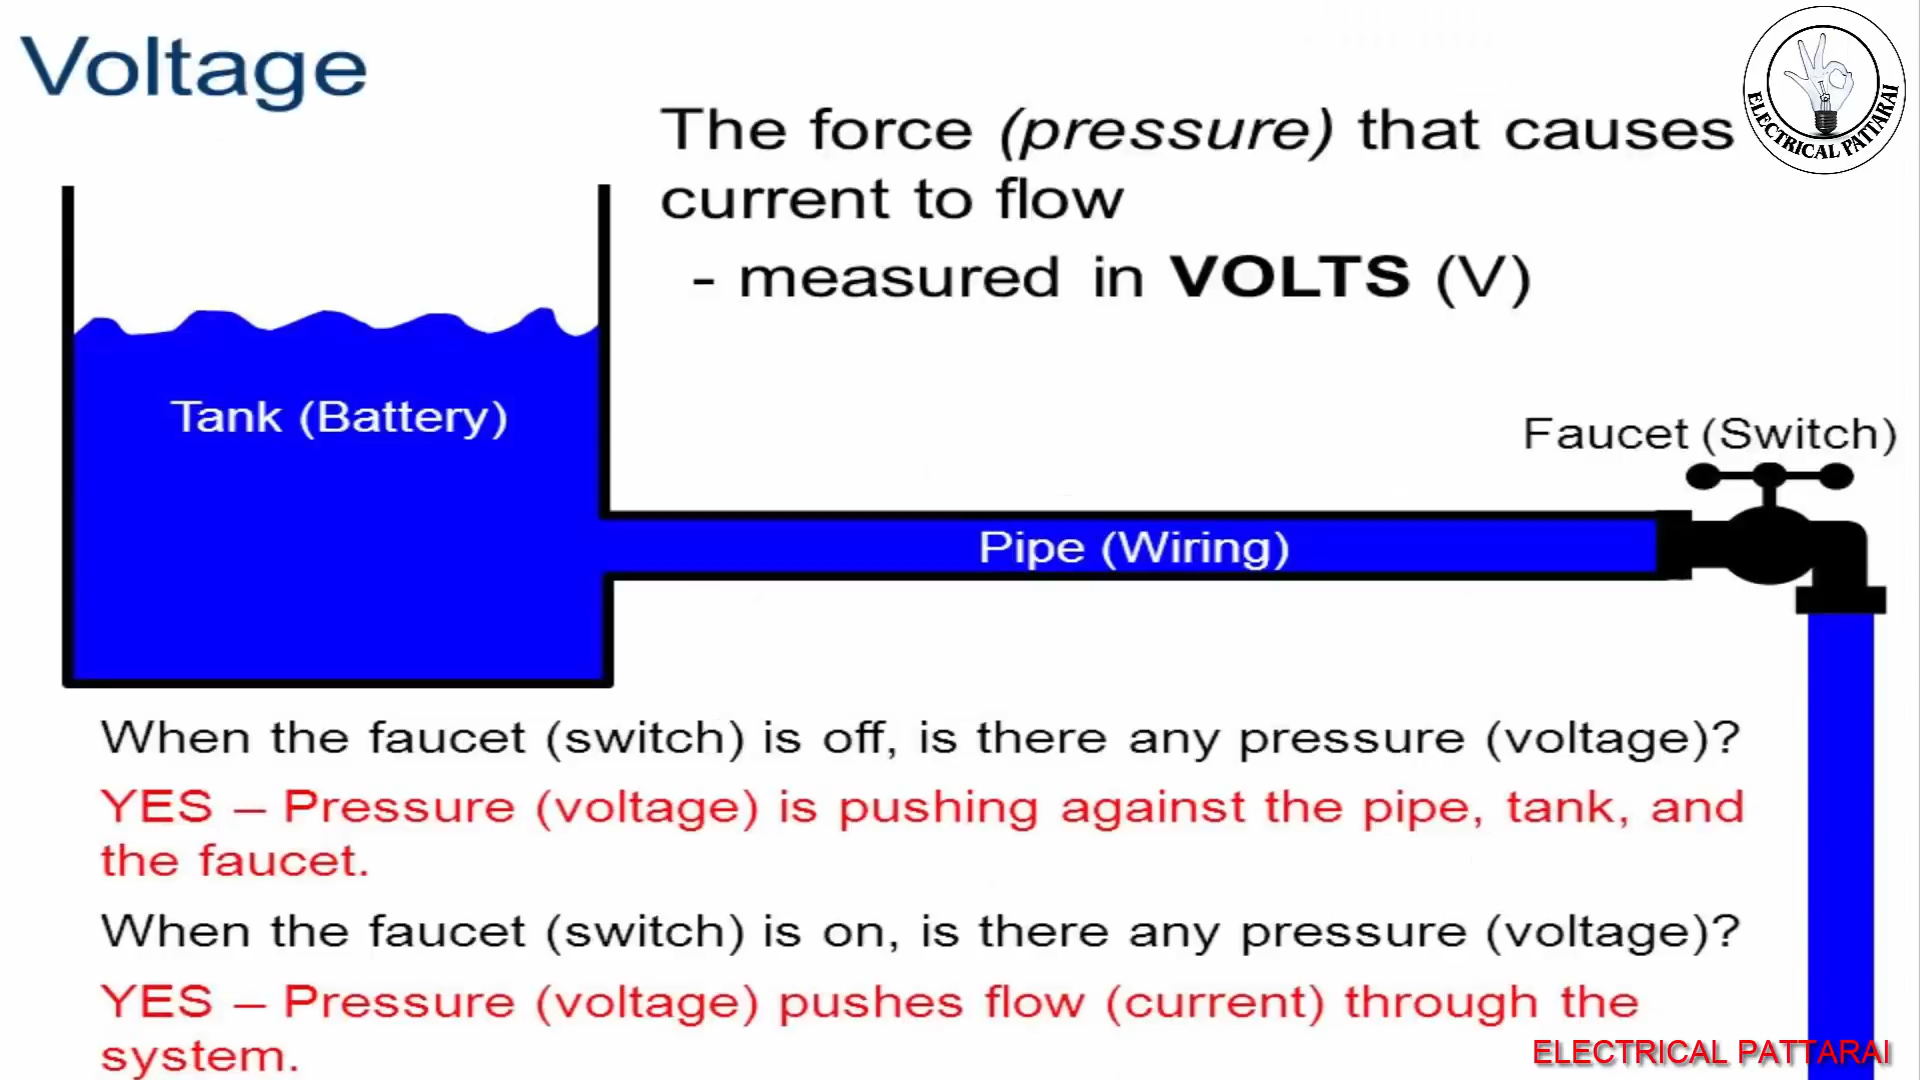 Voltage
ELECTRICAL PATTARAI
The force (pressure) that causes
current to flow
- measured in VOLTS (V)
Tank (Battery)
Faucet (Switch)
Pipe (Wiring)
When the faucet (switch) is off, is there any pressure (voltage)?
YES – Pressure (voltage) is pushing against the pipe, tank, and
the faucet.
When the faucet (switch) is on, is there any pressure (voltage)?
YES – Pressure (voltage) pushes flow (current) through the
system.
ELECTRICAL PATTARAI